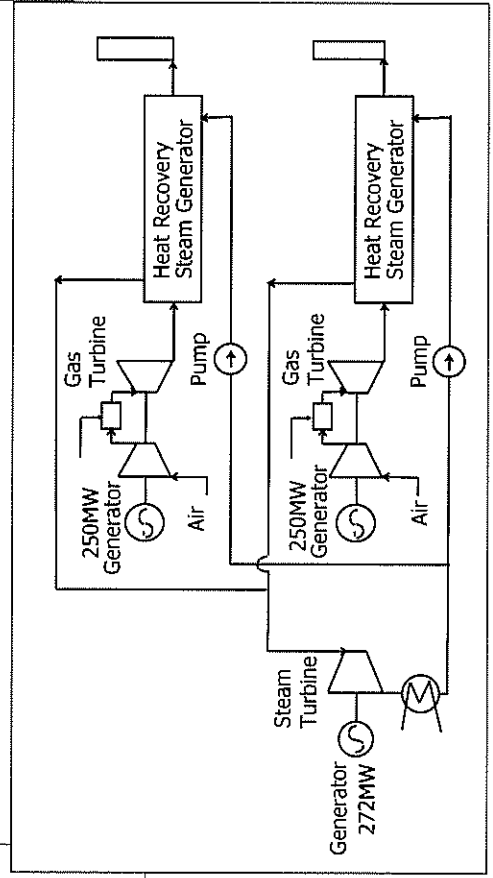 Heat Recovery
Steam Generator
Gas
Turbine
Pump
250MW
Generator
Air
Heat Recovery
Steam Generator
Gas
Turbine
Pump
250MW
Generator
Air
Steam
Turbine
Generator
272MW